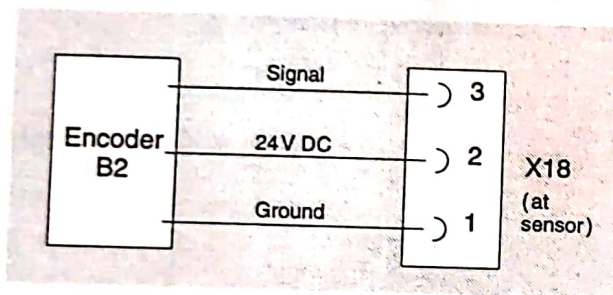 Signal
3
Encoder
B2
24V DC
2
X18
(at
sensor)
Ground
1